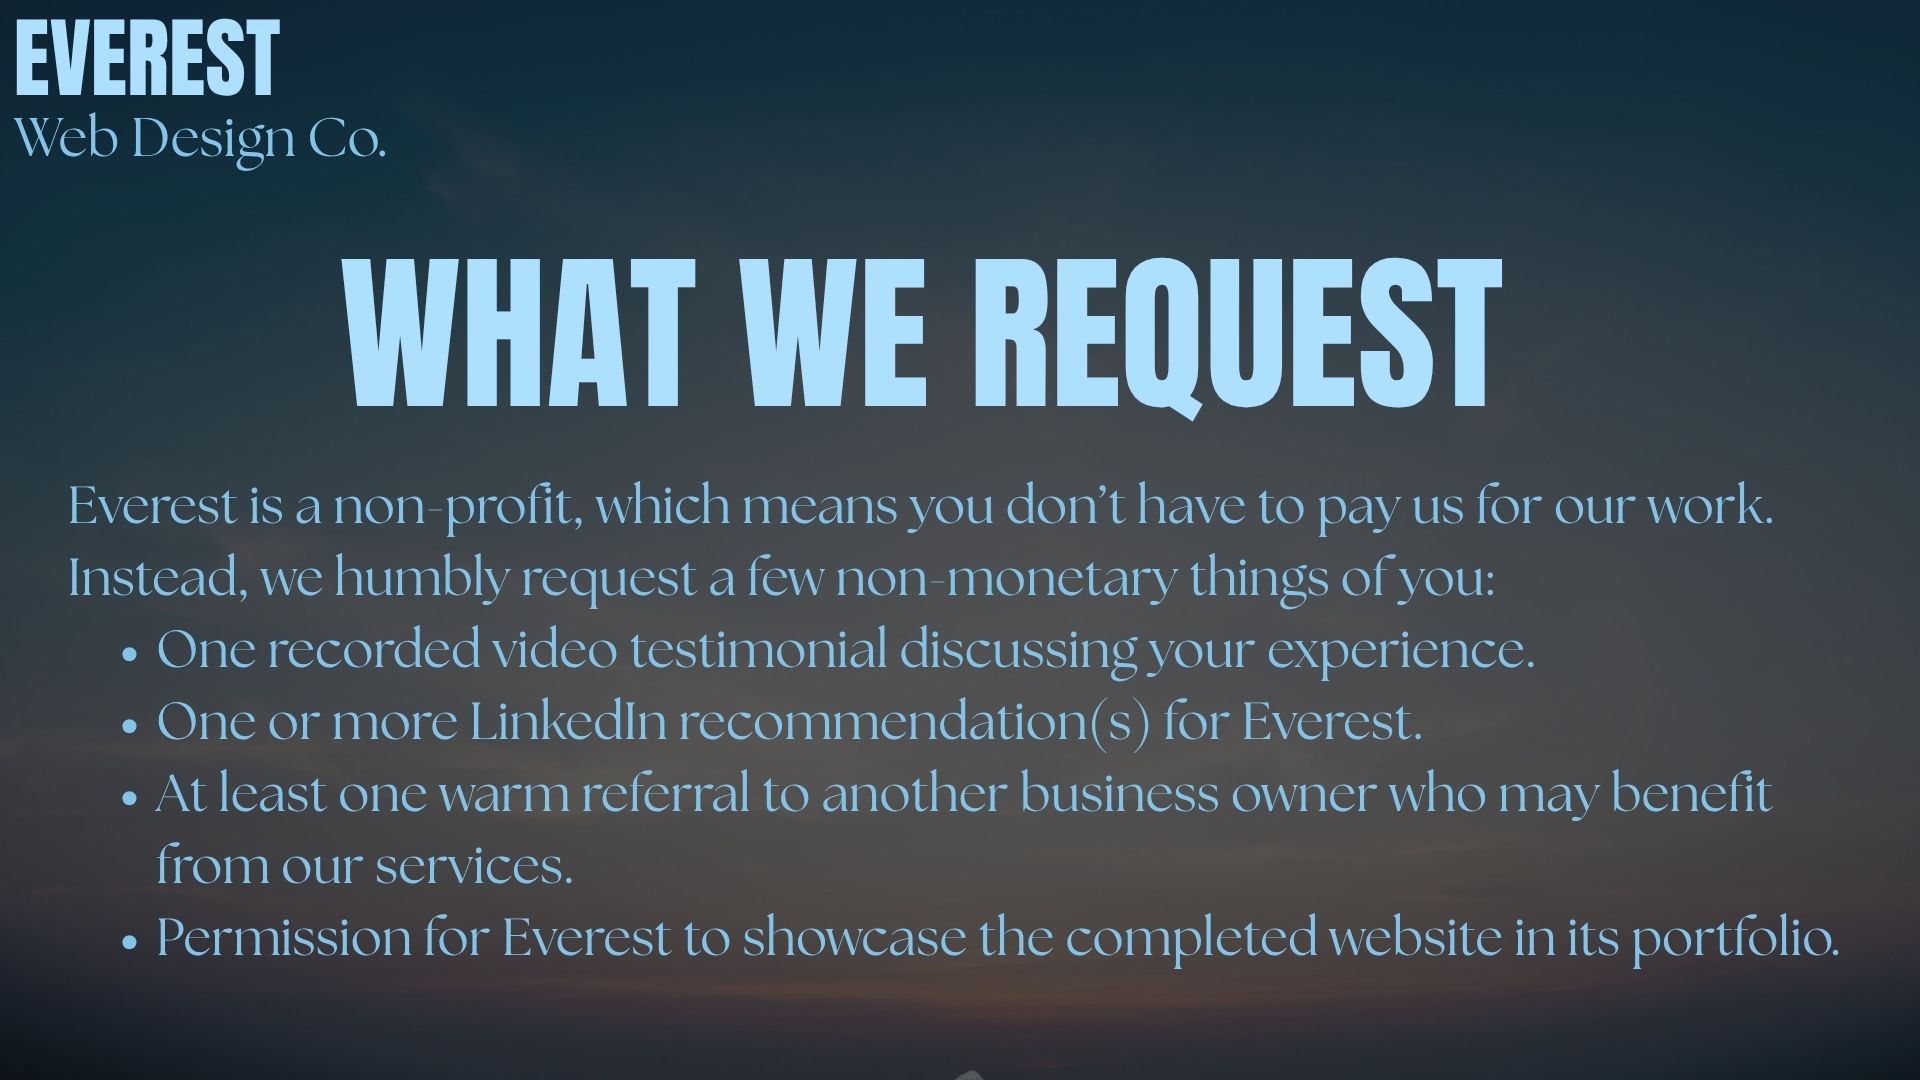 EVEREST
Web Design Co.
WHAT WE REQUEST
Everest is a non-profit, which means you don’t have to pay us for our work.
Instead, we humbly request a few non-monetary things of you:
• One recorded video testimonial discussing your experience.
• One or more LinkedIn recommendation(s) for Everest.
• At least one warm referral to another business owner who may benefit
from our services.
• Permission for Everest to showcase the completed website in its portfolio.